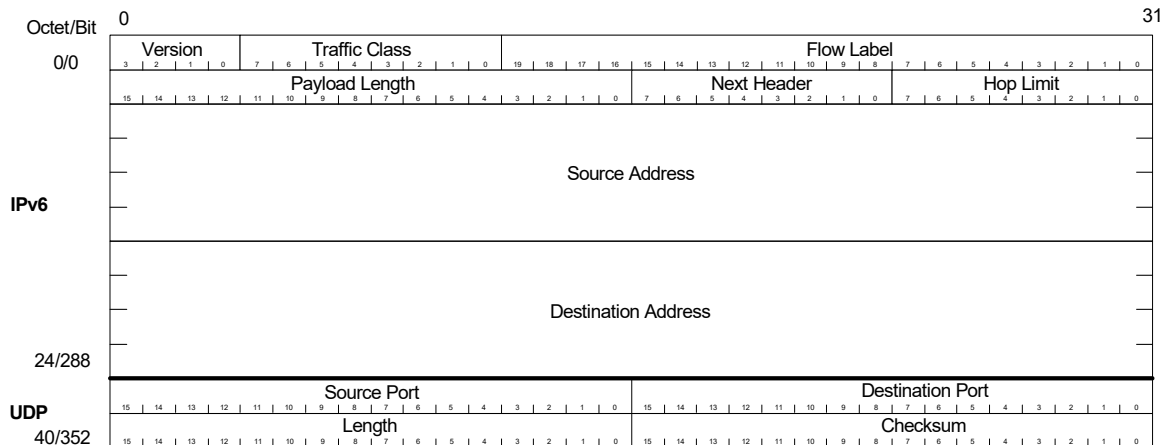 0 31
Octet/Bit
Version Traffic Class Flow Label
0/0
3 2 1 0 7 6 5 4 3 2 1 0 19 18 17 16 15 14 13 12 11 10 9 8 7 6 5 4 3 2 1 0
Payload Length Next Header Hop Limit
15 14 13 12 11 10 9 8 7 6 5 4 3 2 1 0 7 6 5 4 3 2 1 0 7 6 5 4 3 2 1 0
Source Address
IPv6
Destination Address
24/288
Source Port Destination Port
UDP
15 14 13 12 11 10 9 8 7 6 5 4 3 2 1 0 15 14 13 12 11 10 9 8 7 6 5 4 3 2 1 0
Length Checksum
40/352
15 14 13 12 11 10 9 8 7 6 5 4 3 2 1 0 15 14 13 12 11 10 9 8 7 6 5 4 3 2 1 0